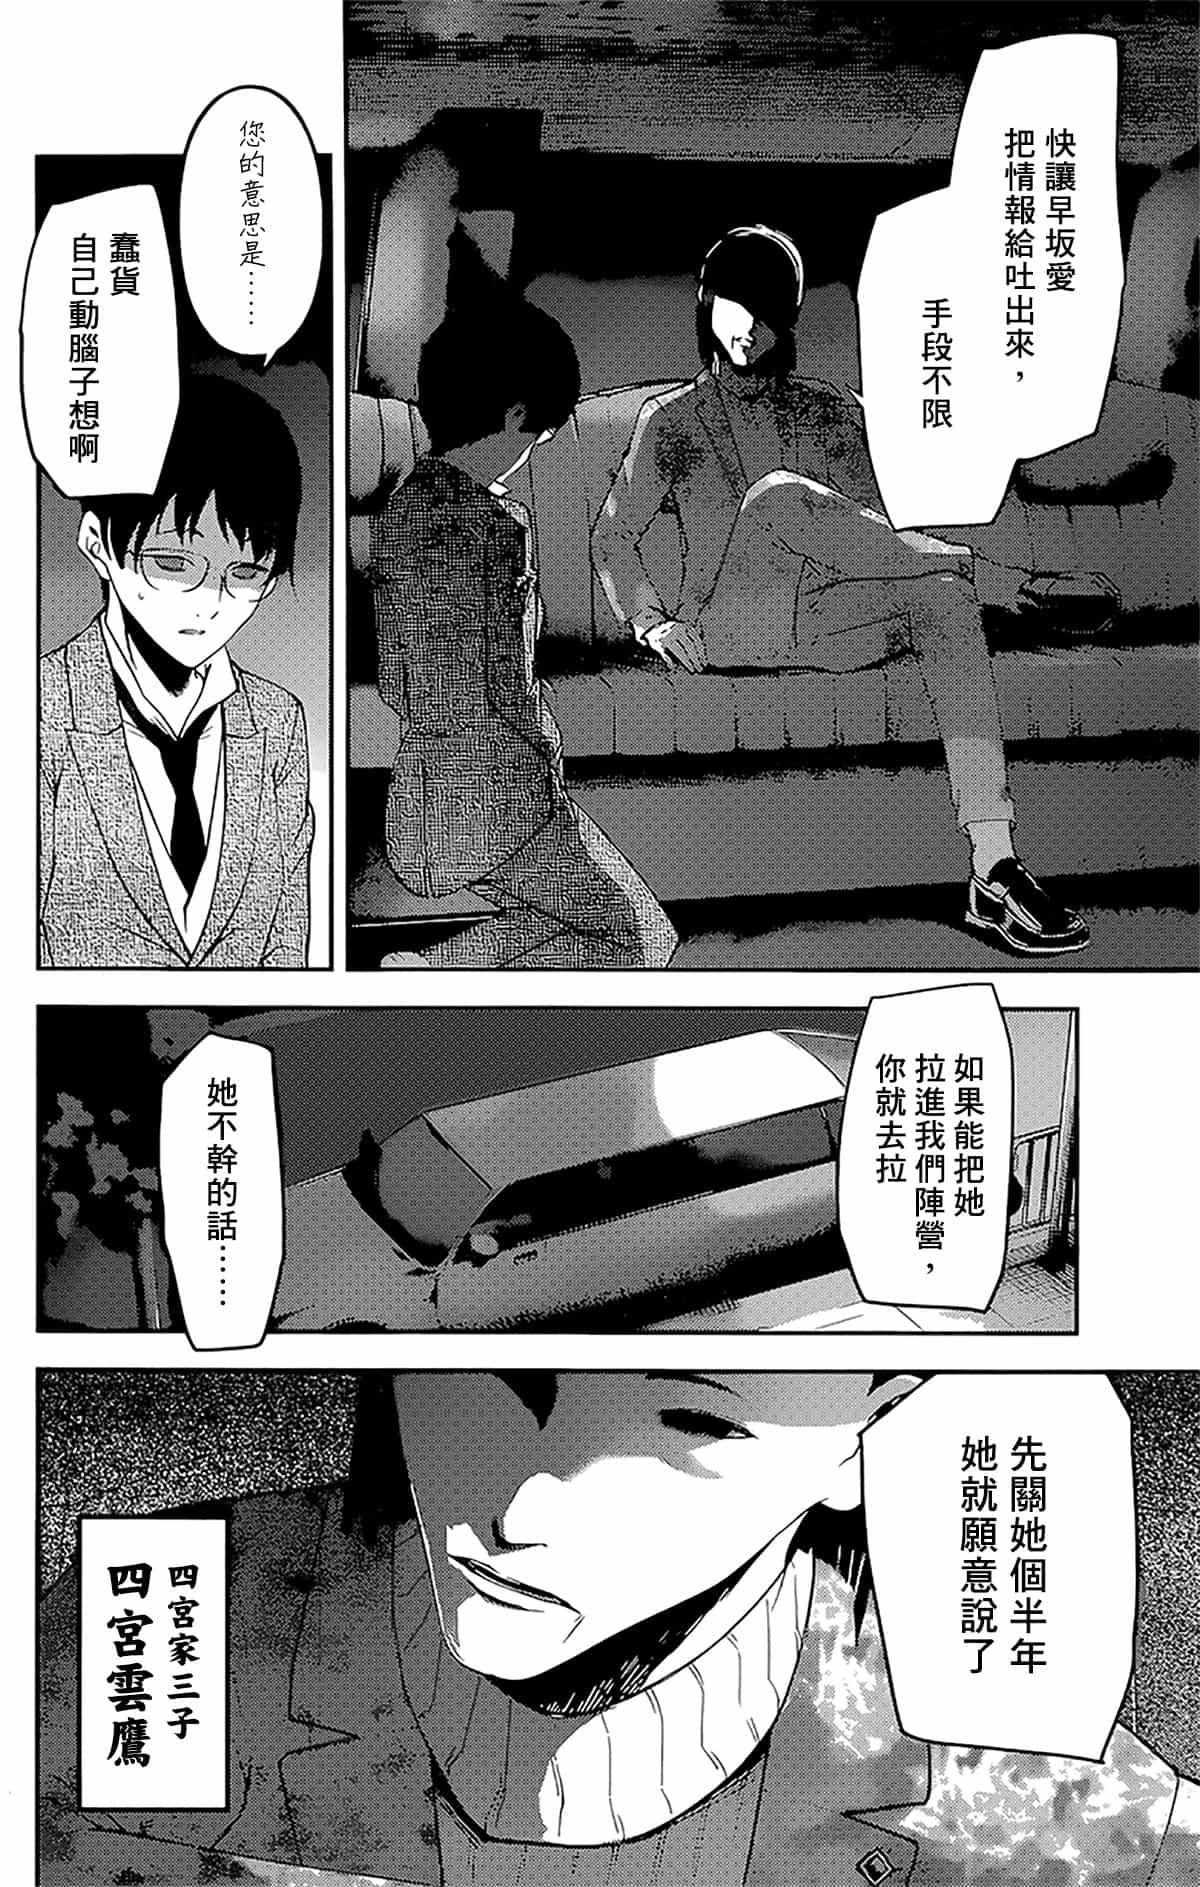 快讓早坂愛
把情報給吐出來，
手段不限
您的意思是……
蠢貨
自己動腦子想啊
如果能把她
拉進我們陣營，
你就去拉
她不幹的話……
先關她個半年
她就願意說了
四宮家三子
四宮雲鷹